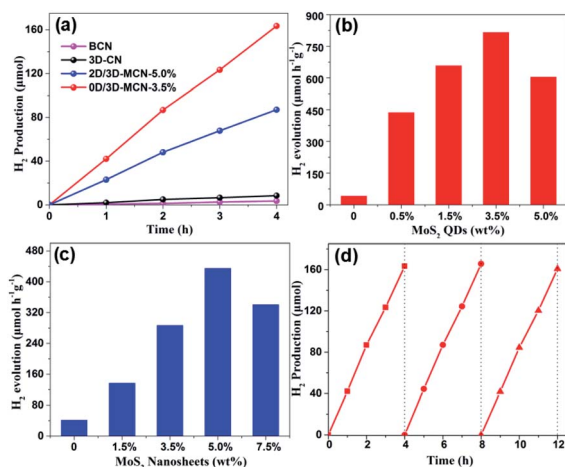 (a)
BCN
3D-CN
2D/3D-MCN-5.0%
0D/3D-MCN-3.5%
H₂ Production (μmol)
160
120
80
40
0
0 1 2 3 4
Time (h)
(b)
H₂ evolution (μmol h⁻¹g⁻¹)
900
750
600
450
300
150
0
0 0.5% 1.5% 3.5% 5.0%
MoS₂ QDs (wt%)
(c)
H₂ evolution (μmol h⁻¹g⁻¹)
480
400
320
240
160
80
0
0 1.5% 3.5% 5.0% 7.5%
MoS₂ Nanosheets (wt%)
(d)
H₂ Production (μmol)
160
120
80
40
0
0 2 4 6 8 10 12
Time (h)